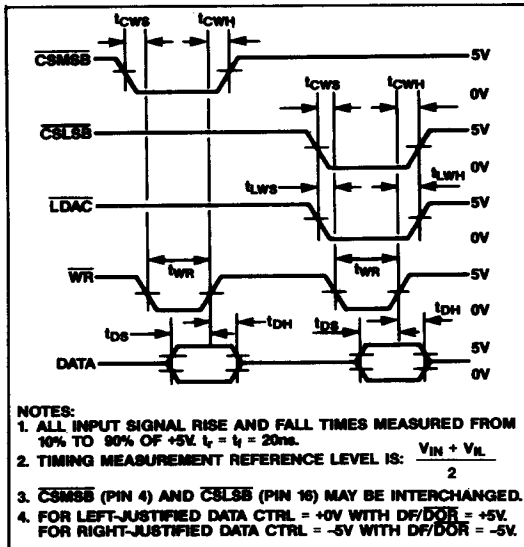 tCWS tCWH
CSMSB 5V
0V
tCWS tCWH
CSLSB 5V
0V
tLWS tLWH
LDAC 5V
0V
tWR tWR
WR 5V
0V
tDS tDH tDS tDH
DATA 5V
0V
NOTES:
1. ALL INPUT SIGNAL RISE AND FALL TIMES MEASURED FROM
10% TO 90% OF +5V. tr = tf = 20ns.
2. TIMING MEASUREMENT REFERENCE LEVEL IS: VIN + VIL
2
3. CSMSB (PIN 4) AND CSLSB (PIN 16) MAY BE INTERCHANGED.
4. FOR LEFT-JUSTIFIED DATA CTRL = +0V WITH DF/DOR = +5V.
FOR RIGHT-JUSTIFIED DATA CTRL = –5V WITH DF/DOR = –5V.